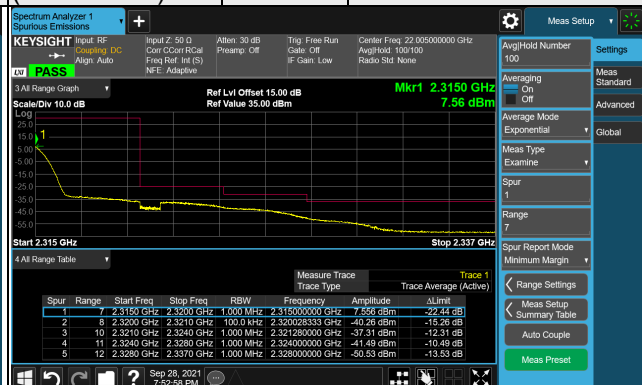 Spectrum Analyzer 1
Spurious Emissions
Meas Setup
KEYSIGHT
Input: RF
Coupling: DC
Align: Auto
Input Z: 50 Ω
Corr CCorr RCal
Freq Ref: Int (S)
NFE: Adaptive
Atten: 30 dB
Preamp: Off
Trig: Free Run
Gate: Off
IF Gain: Low
Center Freq: 22.005000000 GHz
Avg|Hold: 100/100
Radio Std: None
LXI PASS
3 All Range Graph
Scale/Div 10.0 dB
Ref Lvl Offset 15.00 dB
Ref Value 35.00 dBm
Mkr1 2.3150 GHz
7.56 dBm
Log
25.0
15.0
5.00
-5.00
-15.0
-25.0
-35.0
-45.0
-55.0
1
Start 2.315 GHz
Stop 2.337 GHz
4 All Range Table
Measure Trace Trace 1
Trace Type Trace Average (Active)
Spur Range Start Freq Stop Freq RBW Frequency Amplitude ΔLimit
1 7 2.3150 GHz 2.3200 GHz 1.000 MHz 2.315000000 GHz 7.556 dBm -22.44 dB
2 8 2.3200 GHz 2.3210 GHz 100.0 kHz 2.320028333 GHz -40.26 dBm -15.26 dB
3 10 2.3210 GHz 2.3240 GHz 1.000 MHz 2.321280000 GHz -37.31 dBm -12.31 dB
4 11 2.3240 GHz 2.3280 GHz 1.000 MHz 2.324000000 GHz -41.49 dBm -10.49 dB
5 12 2.3280 GHz 2.3370 GHz 1.000 MHz 2.328000000 GHz -50.53 dBm -13.53 dB
Sep 28, 2021
7:52:58 PM
Avg|Hold Number
100
Averaging
On
Off
Average Mode
Exponential
Meas Type
Examine
Spur
1
Range
7
Spur Report Mode
Minimum Margin
Range Settings
Meas Setup
Summary Table
Auto Couple
Meas Preset
Settings
Meas
Standard
Advanced
Global